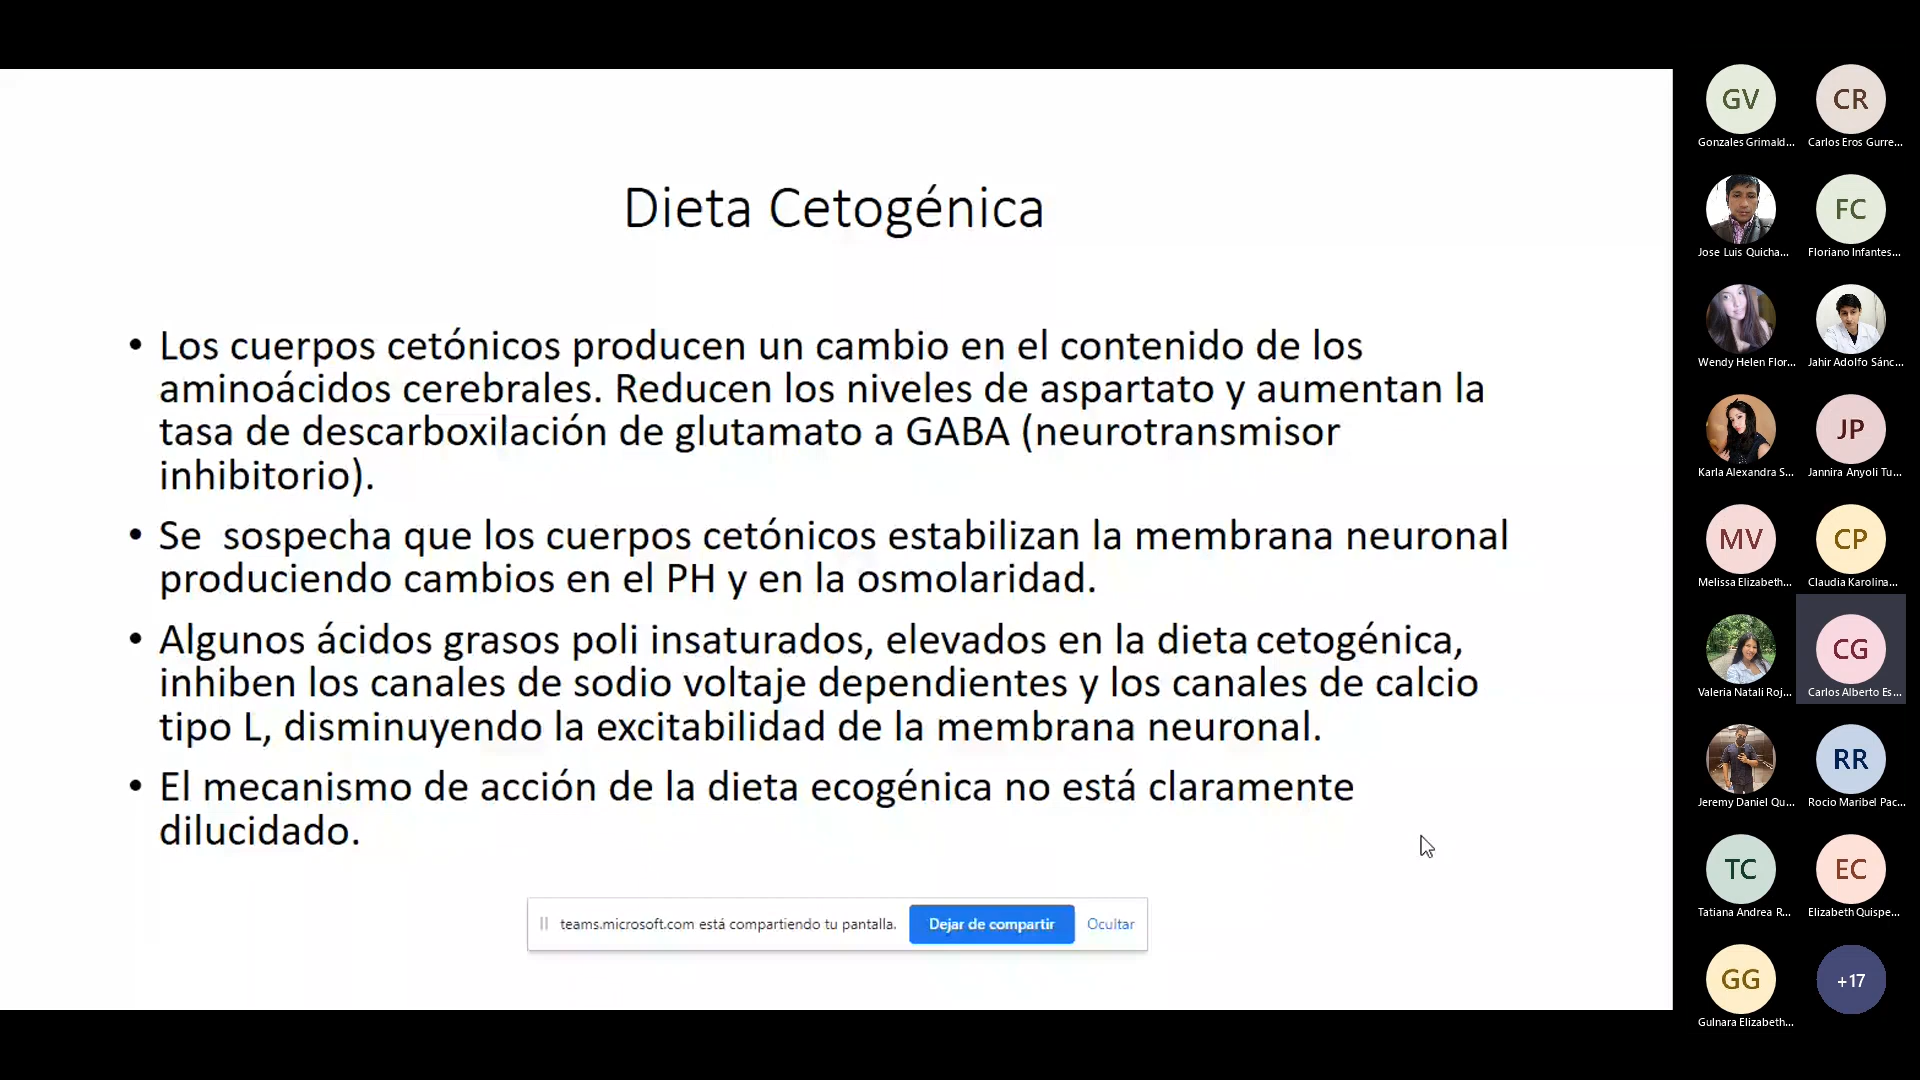 Dieta Cetogénica
• Los cuerpos cetónicos producen un cambio en el contenido de los
aminoácidos cerebrales. Reducen los niveles de aspartato y aumentan la
tasa de descarboxilación de glutamato a GABA (neurotransmisor
inhibitorio).
• Se  sospecha que los cuerpos cetónicos estabilizan la membrana neuronal
produciendo cambios en el PH y en la osmolaridad.
• Algunos ácidos grasos poli insaturados, elevados en la dieta cetogénica,
inhiben los canales de sodio voltaje dependientes y los canales de calcio
tipo L, disminuyendo la excitabilidad de la membrana neuronal.
• El mecanismo de acción de la dieta ecogénica no está claramente
dilucidado.
teams.microsoft.com está compartiendo tu pantalla. Dejar de compartir Ocultar
GV CR
Gonzales Grimald... Carlos Eros Gurre...
FC
Jose Luis Quicha... Floriano Infantes...
Wendy Helen Flor... Jahir Adolfo Sánc...
JP
Karla Alexandra S... Jannira Anyoli Tu...
MV CP
Melissa Elizabeth... Claudia Karolina...
CG
Valeria Natali Roj... Carlos Alberto Es...
RR
Jeremy Daniel Qu... Rocio Maribel Pac...
TC EC
Tatiana Andrea R... Elizabeth Quispe...
GG +17
Gulnara Elizabeth...